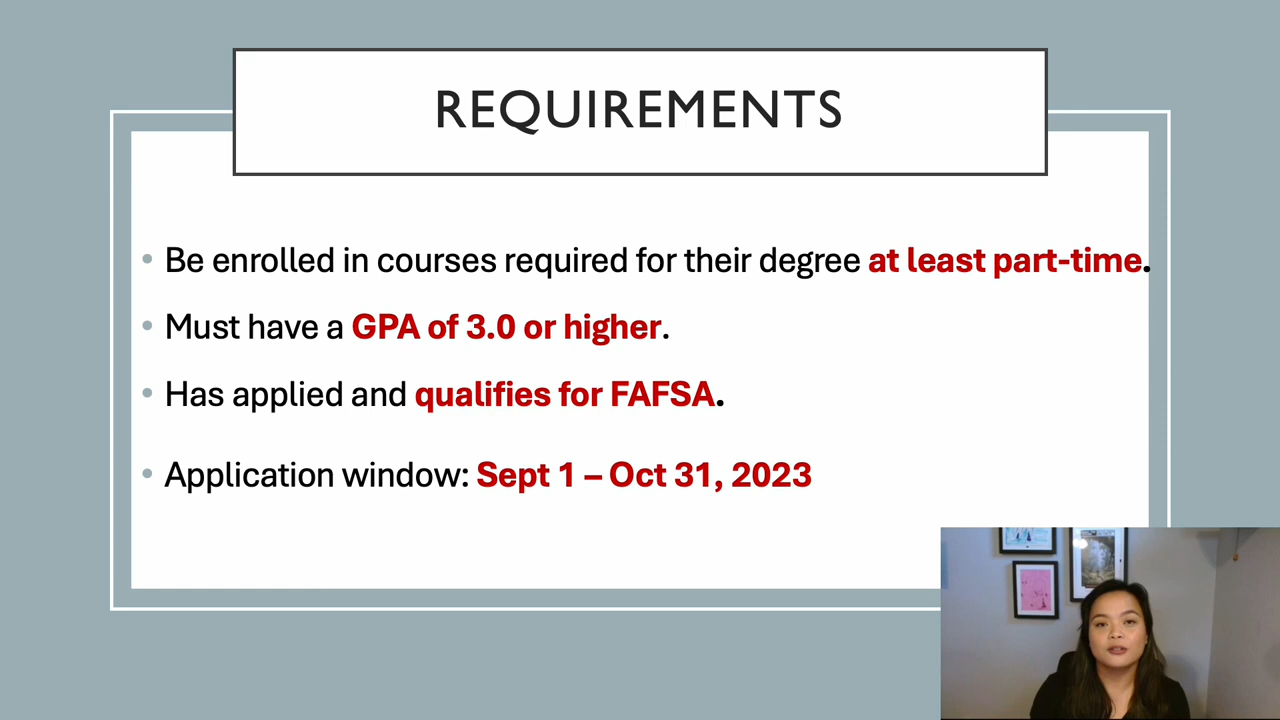 REQUIREMENTS
• Be enrolled in courses required for their degree at least part-time.
• Must have a GPA of 3.0 or higher.
• Has applied and qualifies for FAFSA.
• Application window: Sept 1 – Oct 31, 2023